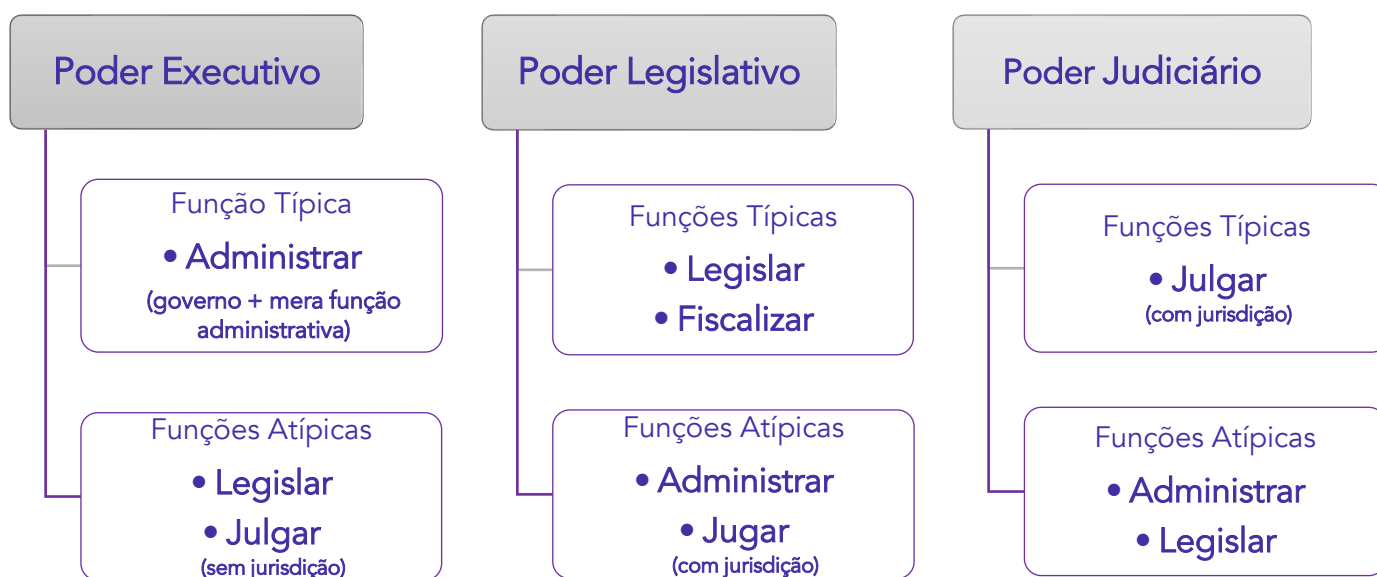 Poder Executivo
Função Típica
• Administrar
(governo + mera função
administrativa)
Funções Atípicas
• Legislar
• Julgar
(sem jurisdição)
Poder Legislativo
Funções Típicas
• Legislar
• Fiscalizar
Funções Atípicas
• Administrar
• Jugar
(com jurisdição)
Poder Judiciário
Funções Típicas
• Julgar
(com jurisdição)
Funções Atípicas
• Administrar
• Legislar